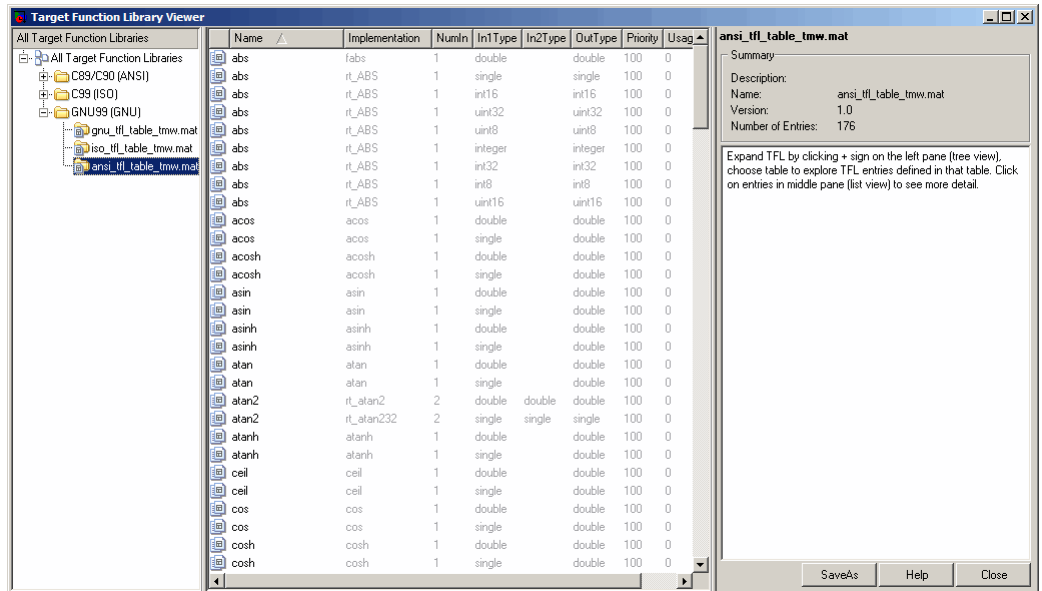 Target Function Library Viewer
All Target Function Libraries
All Target Function Libraries
C89/C90 (ANSI)
C99 (ISO)
GNU99 (GNU)
gnu_tfl_table_tmw.mat
iso_tfl_table_tmw.mat
ansi_tfl_table_tmw.mat
Name Implementation NumIn In1Type In2Type OutType Priority Usag
abs fabs 1 double double 100 0
abs rt_ABS 1 single single 100 0
abs rt_ABS 1 int16 int16 100 0
abs rt_ABS 1 uint32 uint32 100 0
abs rt_ABS 1 uint8 uint8 100 0
abs rt_ABS 1 integer integer 100 0
abs rt_ABS 1 int32 int32 100 0
abs rt_ABS 1 int8 int8 100 0
abs rt_ABS 1 uint16 uint16 100 0
acos acos 1 double double 100 0
acos acos 1 single double 100 0
acosh acosh 1 double double 100 0
acosh acosh 1 single double 100 0
asin asin 1 double double 100 0
asin asin 1 single double 100 0
asinh asinh 1 double double 100 0
asinh asinh 1 single double 100 0
atan atan 1 double double 100 0
atan atan 1 single double 100 0
atan2 rt_atan2 2 double double double 100 0
atan2 rt_atan232 2 single single single 100 0
atanh atanh 1 double double 100 0
atanh atanh 1 single double 100 0
ceil ceil 1 double double 100 0
ceil ceil 1 single double 100 0
cos cos 1 double double 100 0
cos cos 1 single double 100 0
cosh cosh 1 double double 100 0
cosh cosh 1 single double 100 0
ansi_tfl_table_tmw.mat
Summary
Description:
Name: ansi_tfl_table_tmw.mat
Version: 1.0
Number of Entries: 176
Expand TFL by clicking + sign on the left pane (tree view),
choose table to explore TFL entries defined in that table. Click
on entries in middle pane (list view) to see more detail.
SaveAs Help Close